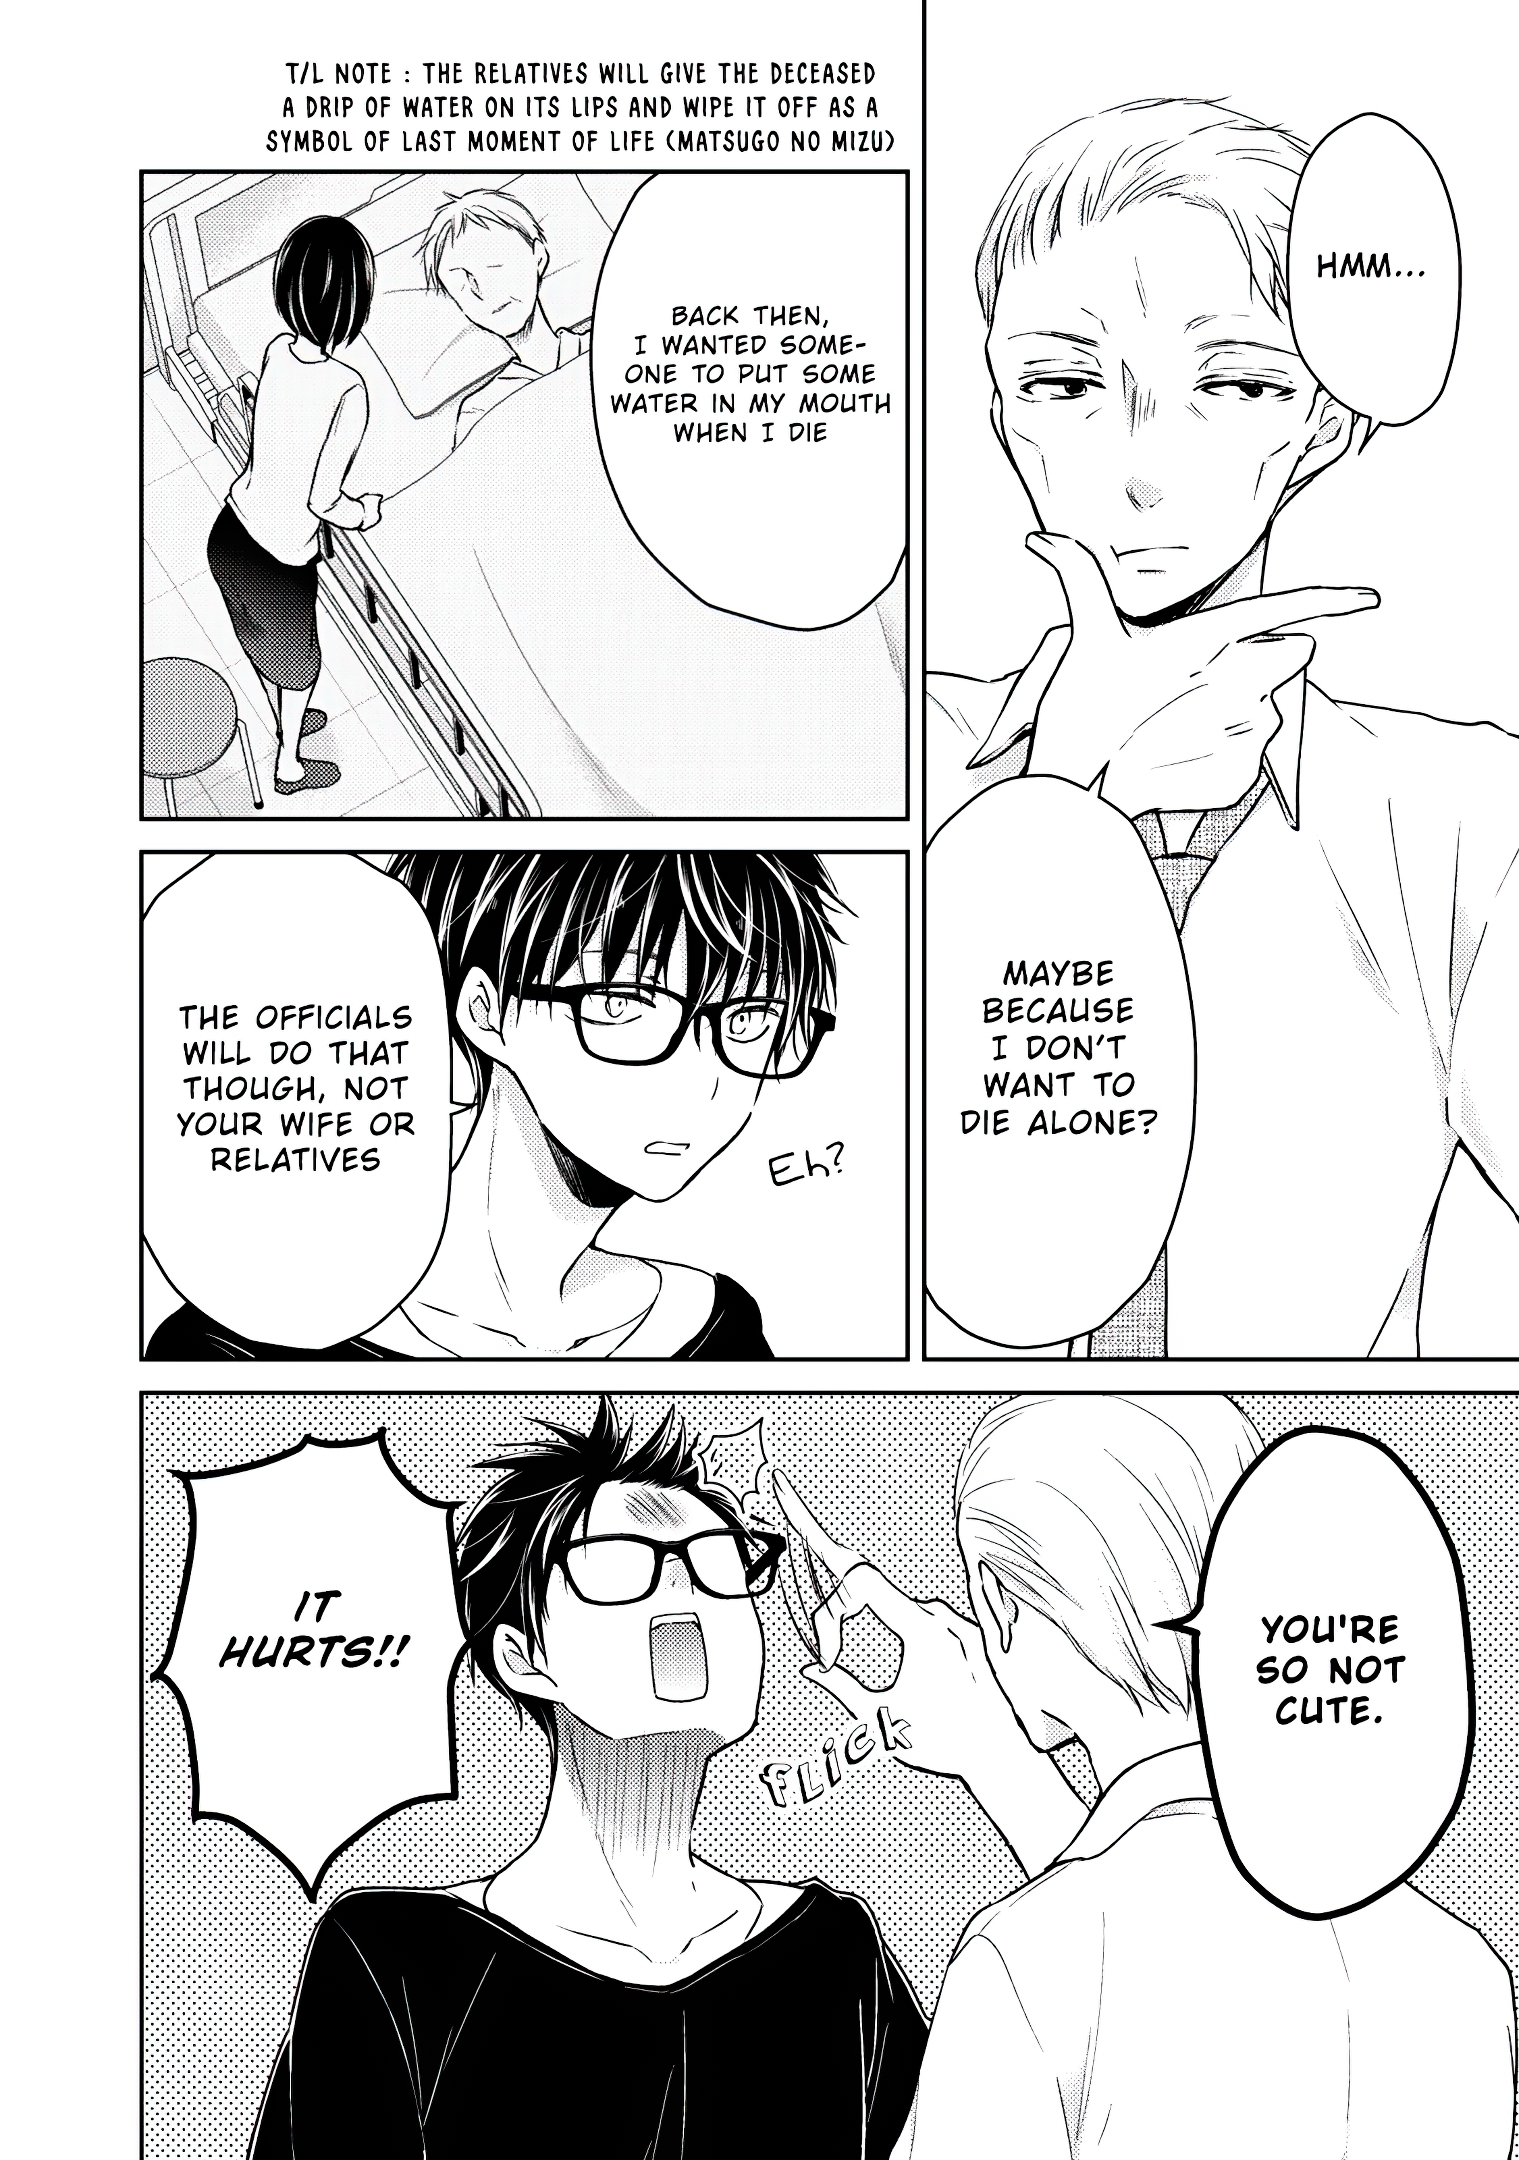 HMM...
MAYBE
BECAUSE
I DON'T
WANT TO
DIE ALONE?
T/L NOTE : THE RELATIVES WILL GIVE THE DECEASED
A DRIP OF WATER ON ITS LIPS AND WIPE IT OFF AS A
SYMBOL OF LAST MOMENT OF LIFE (MATSUGO NO MIZU)
BACK THEN,
I WANTED SOME-
ONE TO PUT SOME
WATER IN MY MOUTH
WHEN I DIE
Eh?
THE OFFICIALS
WILL DO THAT
THOUGH, NOT
YOUR WIFE OR
RELATIVES
YOU'RE
SO NOT
CUTE.
FLICK
IT
HURTS!!